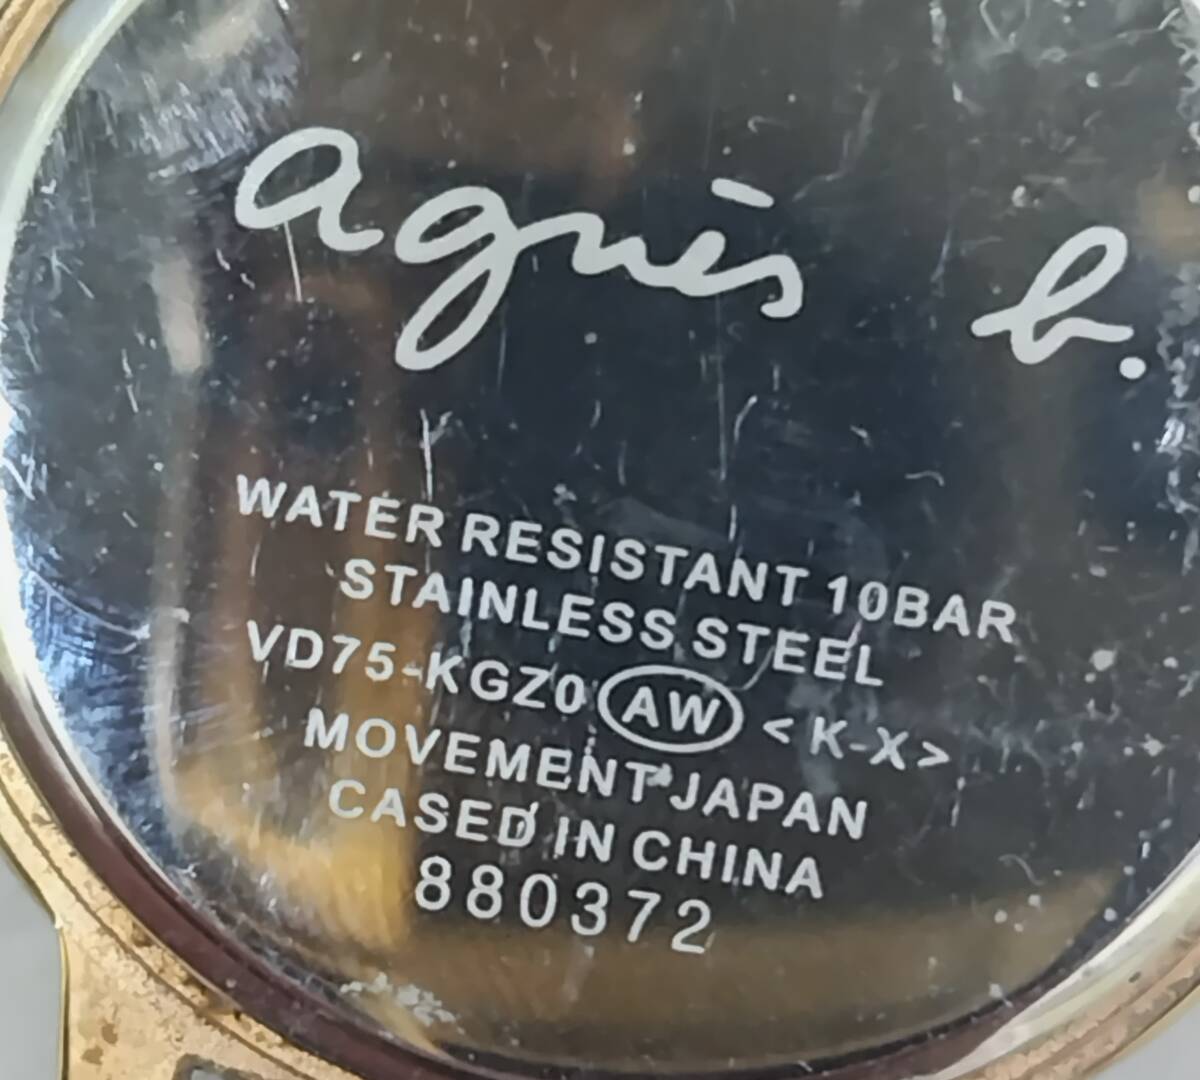 agnès b.
WATER RESISTANT 10BAR
STAINLESS STEEL
VD75-KGZ0 AW <K-X>
MOVEMENT JAPAN
CASED IN CHINA
880372